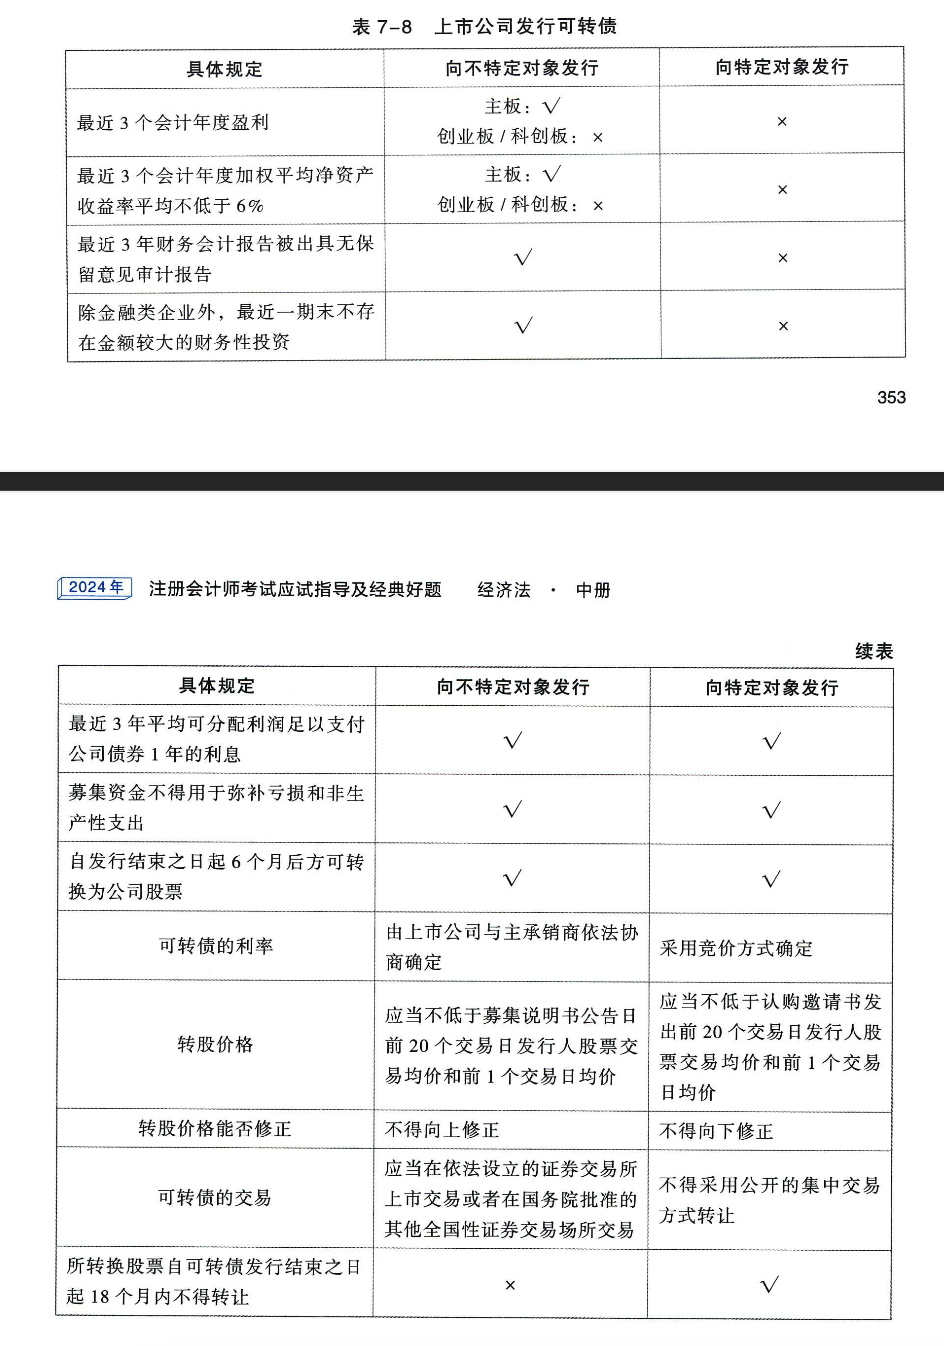 表 7-8 上市公司发行可转债
具体规定 向不特定对象发行 向特定对象发行
最近 3 个会计年度盈利
主板：√
创业板 / 科创板：×
×
最近 3 个会计年度加权平均净资产
收益率平均不低于 6%
主板：√
创业板 / 科创板：×
×
最近 3 年财务会计报告被出具无保
留意见审计报告
√
×
除金融类企业外，最近一期末不存
在金额较大的财务性投资
√
×
353
2024 年 注册会计师考试应试指导及经典好题 经济法 · 中册
续表
具体规定 向不特定对象发行 向特定对象发行
最近 3 年平均可分配利润足以支付
公司债券 1 年的利息
√
√
募集资金不得用于弥补亏损和非生
产性支出
√
√
自发行结束之日起 6 个月后方可转
换为公司股票
√
√
可转债的利率
由上市公司与主承销商依法协
商确定
采用竞价方式确定
转股价格
应当不低于募集说明书公告日
前 20 个交易日发行人股票交
易均价和前 1 个交易日均价
应当不低于认购邀请书发
出前 20 个交易日发行人股
票交易均价和前 1 个交易
日均价
转股价格能否修正 不得向上修正 不得向下修正
可转债的交易
应当在依法设立的证券交易所
上市交易或者在国务院批准的
其他全国性证券交易场所交易
不得采用公开的集中交易
方式转让
所转换股票自可转债发行结束之日
起 18 个月内不得转让
×
√